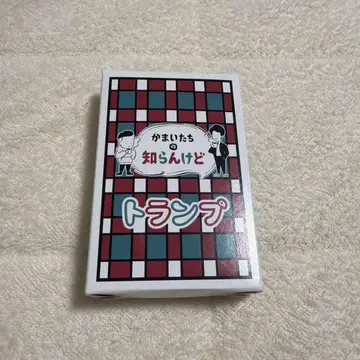 かまいたち
の
知らんけど
トランプ